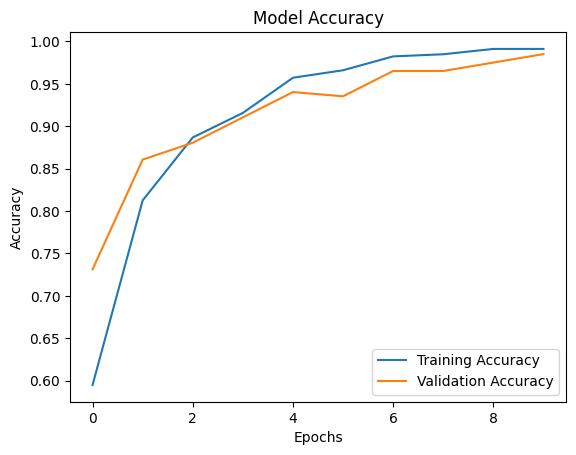 Model Accuracy
1.00
0.95
0.90
0.85
0.80
0.75
0.70
0.65
0.60
Accuracy
Training Accuracy
Validation Accuracy
0 2 4 6 8
Epochs